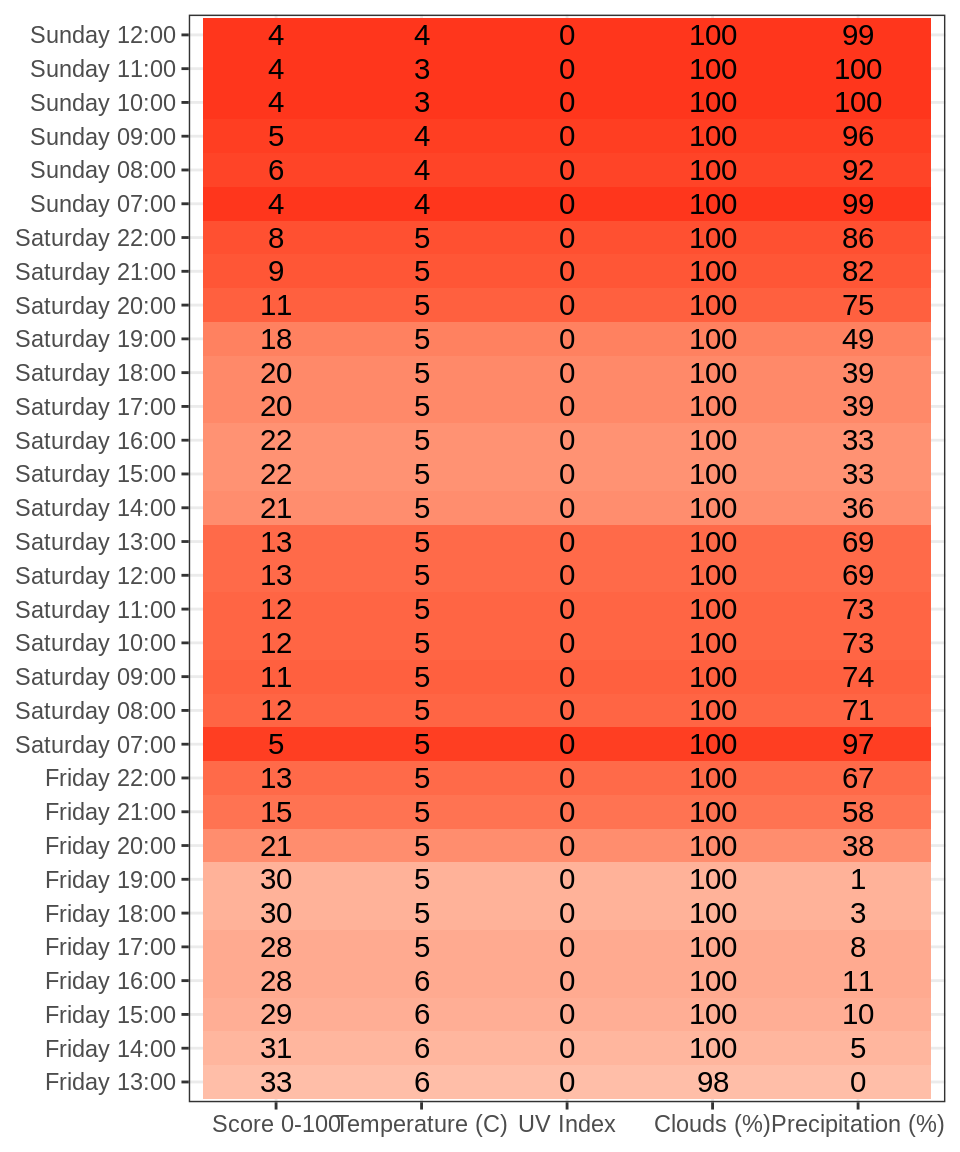 Sunday 12:00 4 4 0 100 99
Sunday 11:00 4 3 0 100 100
Sunday 10:00 4 3 0 100 100
Sunday 09:00 5 4 0 100 96
Sunday 08:00 6 4 0 100 92
Sunday 07:00 4 4 0 100 99
Saturday 22:00 8 5 0 100 86
Saturday 21:00 9 5 0 100 82
Saturday 20:00 11 5 0 100 75
Saturday 19:00 18 5 0 100 49
Saturday 18:00 20 5 0 100 39
Saturday 17:00 20 5 0 100 39
Saturday 16:00 22 5 0 100 33
Saturday 15:00 22 5 0 100 33
Saturday 14:00 21 5 0 100 36
Saturday 13:00 13 5 0 100 69
Saturday 12:00 13 5 0 100 69
Saturday 11:00 12 5 0 100 73
Saturday 10:00 12 5 0 100 73
Saturday 09:00 11 5 0 100 74
Saturday 08:00 12 5 0 100 71
Saturday 07:00 5 5 0 100 97
Friday 22:00 13 5 0 100 67
Friday 21:00 15 5 0 100 58
Friday 20:00 21 5 0 100 38
Friday 19:00 30 5 0 100 1
Friday 18:00 30 5 0 100 3
Friday 17:00 28 5 0 100 8
Friday 16:00 28 6 0 100 11
Friday 15:00 29 6 0 100 10
Friday 14:00 31 6 0 100 5
Friday 13:00 33 6 0 98 0
Score 0-100 Temperature (C) UV Index Clouds (%) Precipitation (%)